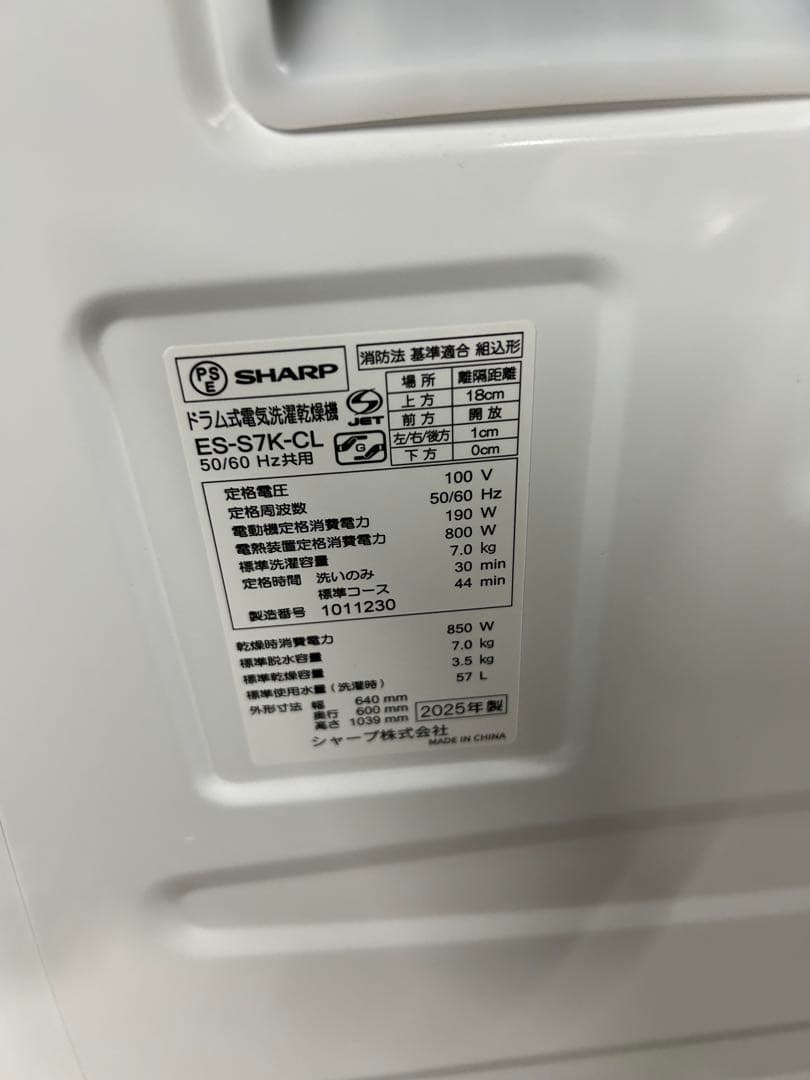 PSE SHARP
消防法 基準適合 組込形
場所 離隔距離
上方 18cm
前方 開放
左/右/後方 1cm
下方 0cm
ドラム式電気洗濯乾燥機
JET
ES-S7K-CL
G
50/60 Hz共用
定格電圧 100 V
定格周波数 50/60 Hz
電動機定格消費電力 190 W
電熱装置定格消費電力 800 W
標準洗濯容量 7.0 kg
定格時間 洗いのみ 30 min
標準コース 44 min
製造番号 1011230
乾燥時消費電力 850 W
標準脱水容量 7.0 kg
標準乾燥容量 3.5 kg
標準使用水量(洗濯時) 57 L
外形寸法 幅 640 mm
奥行 600 mm
高さ 1039 mm
2025年製
シャープ株式会社
MADE IN CHINA